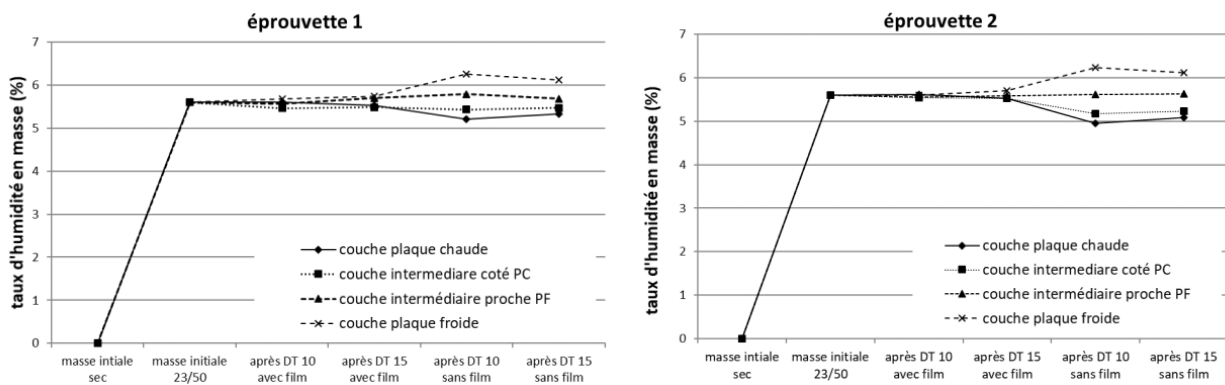 éprouvette 1
taux d'humidité en masse (%)
7
6
5
4
3
2
1
0
couche plaque chaude
couche intermediare coté PC
couche intermédiaire proche PF
couche plaque froide
masse intiale
sec
masse initiale
23/50
après DT 10
avec film
après DT 15
avec film
après DT 10
sans film
après DT 15
sans film
éprouvette 2
taux d'humidité en masse (%)
7
6
5
4
3
2
1
0
couche plaque chaude
couche intermediare coté PC
couche intermédiaire proche PF
couche plaque froide
masse intiale
sec
masse initiale
23/50
après DT 10
avec film
après DT 15
avec film
après DT 10
sans film
après DT 15
sans film